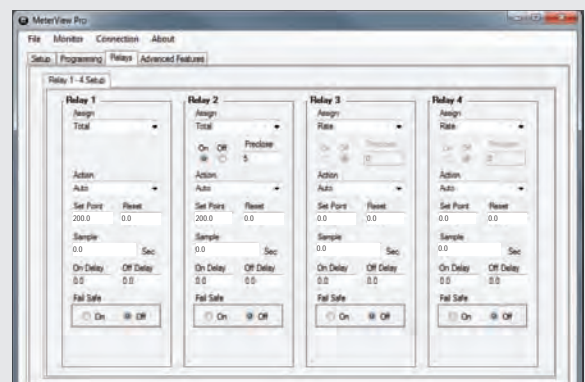 MeterView Pro
File Monitor Connection About
Setup Programming Relays Advanced Features
Relay 1 - 4 Setup
Relay 1
Assign
Total
Action
Auto
Set Point Reset
200.0 0.0
Sample
0.0 Sec
On Delay Off Delay
0.0 0.0
Fail Safe
On Off
Relay 2
Assign
Total
On Off Preclose
5
Action
Auto
Set Point Reset
200.0 0.0
Sample
0.0 Sec
On Delay Off Delay
0.0 0.0
Fail Safe
On Off
Relay 3
Assign
Rate
On Off Preclose
0
Action
Auto
Set Point Reset
0.0 0.0
Sample
0.0 Sec
On Delay Off Delay
0.0 0.0
Fail Safe
On Off
Relay 4
Assign
Rate
On Off Preclose
0
Action
Auto
Set Point Reset
0.0 0.0
Sample
0.0 Sec
On Delay Off Delay
0.0 0.0
Fail Safe
On Off